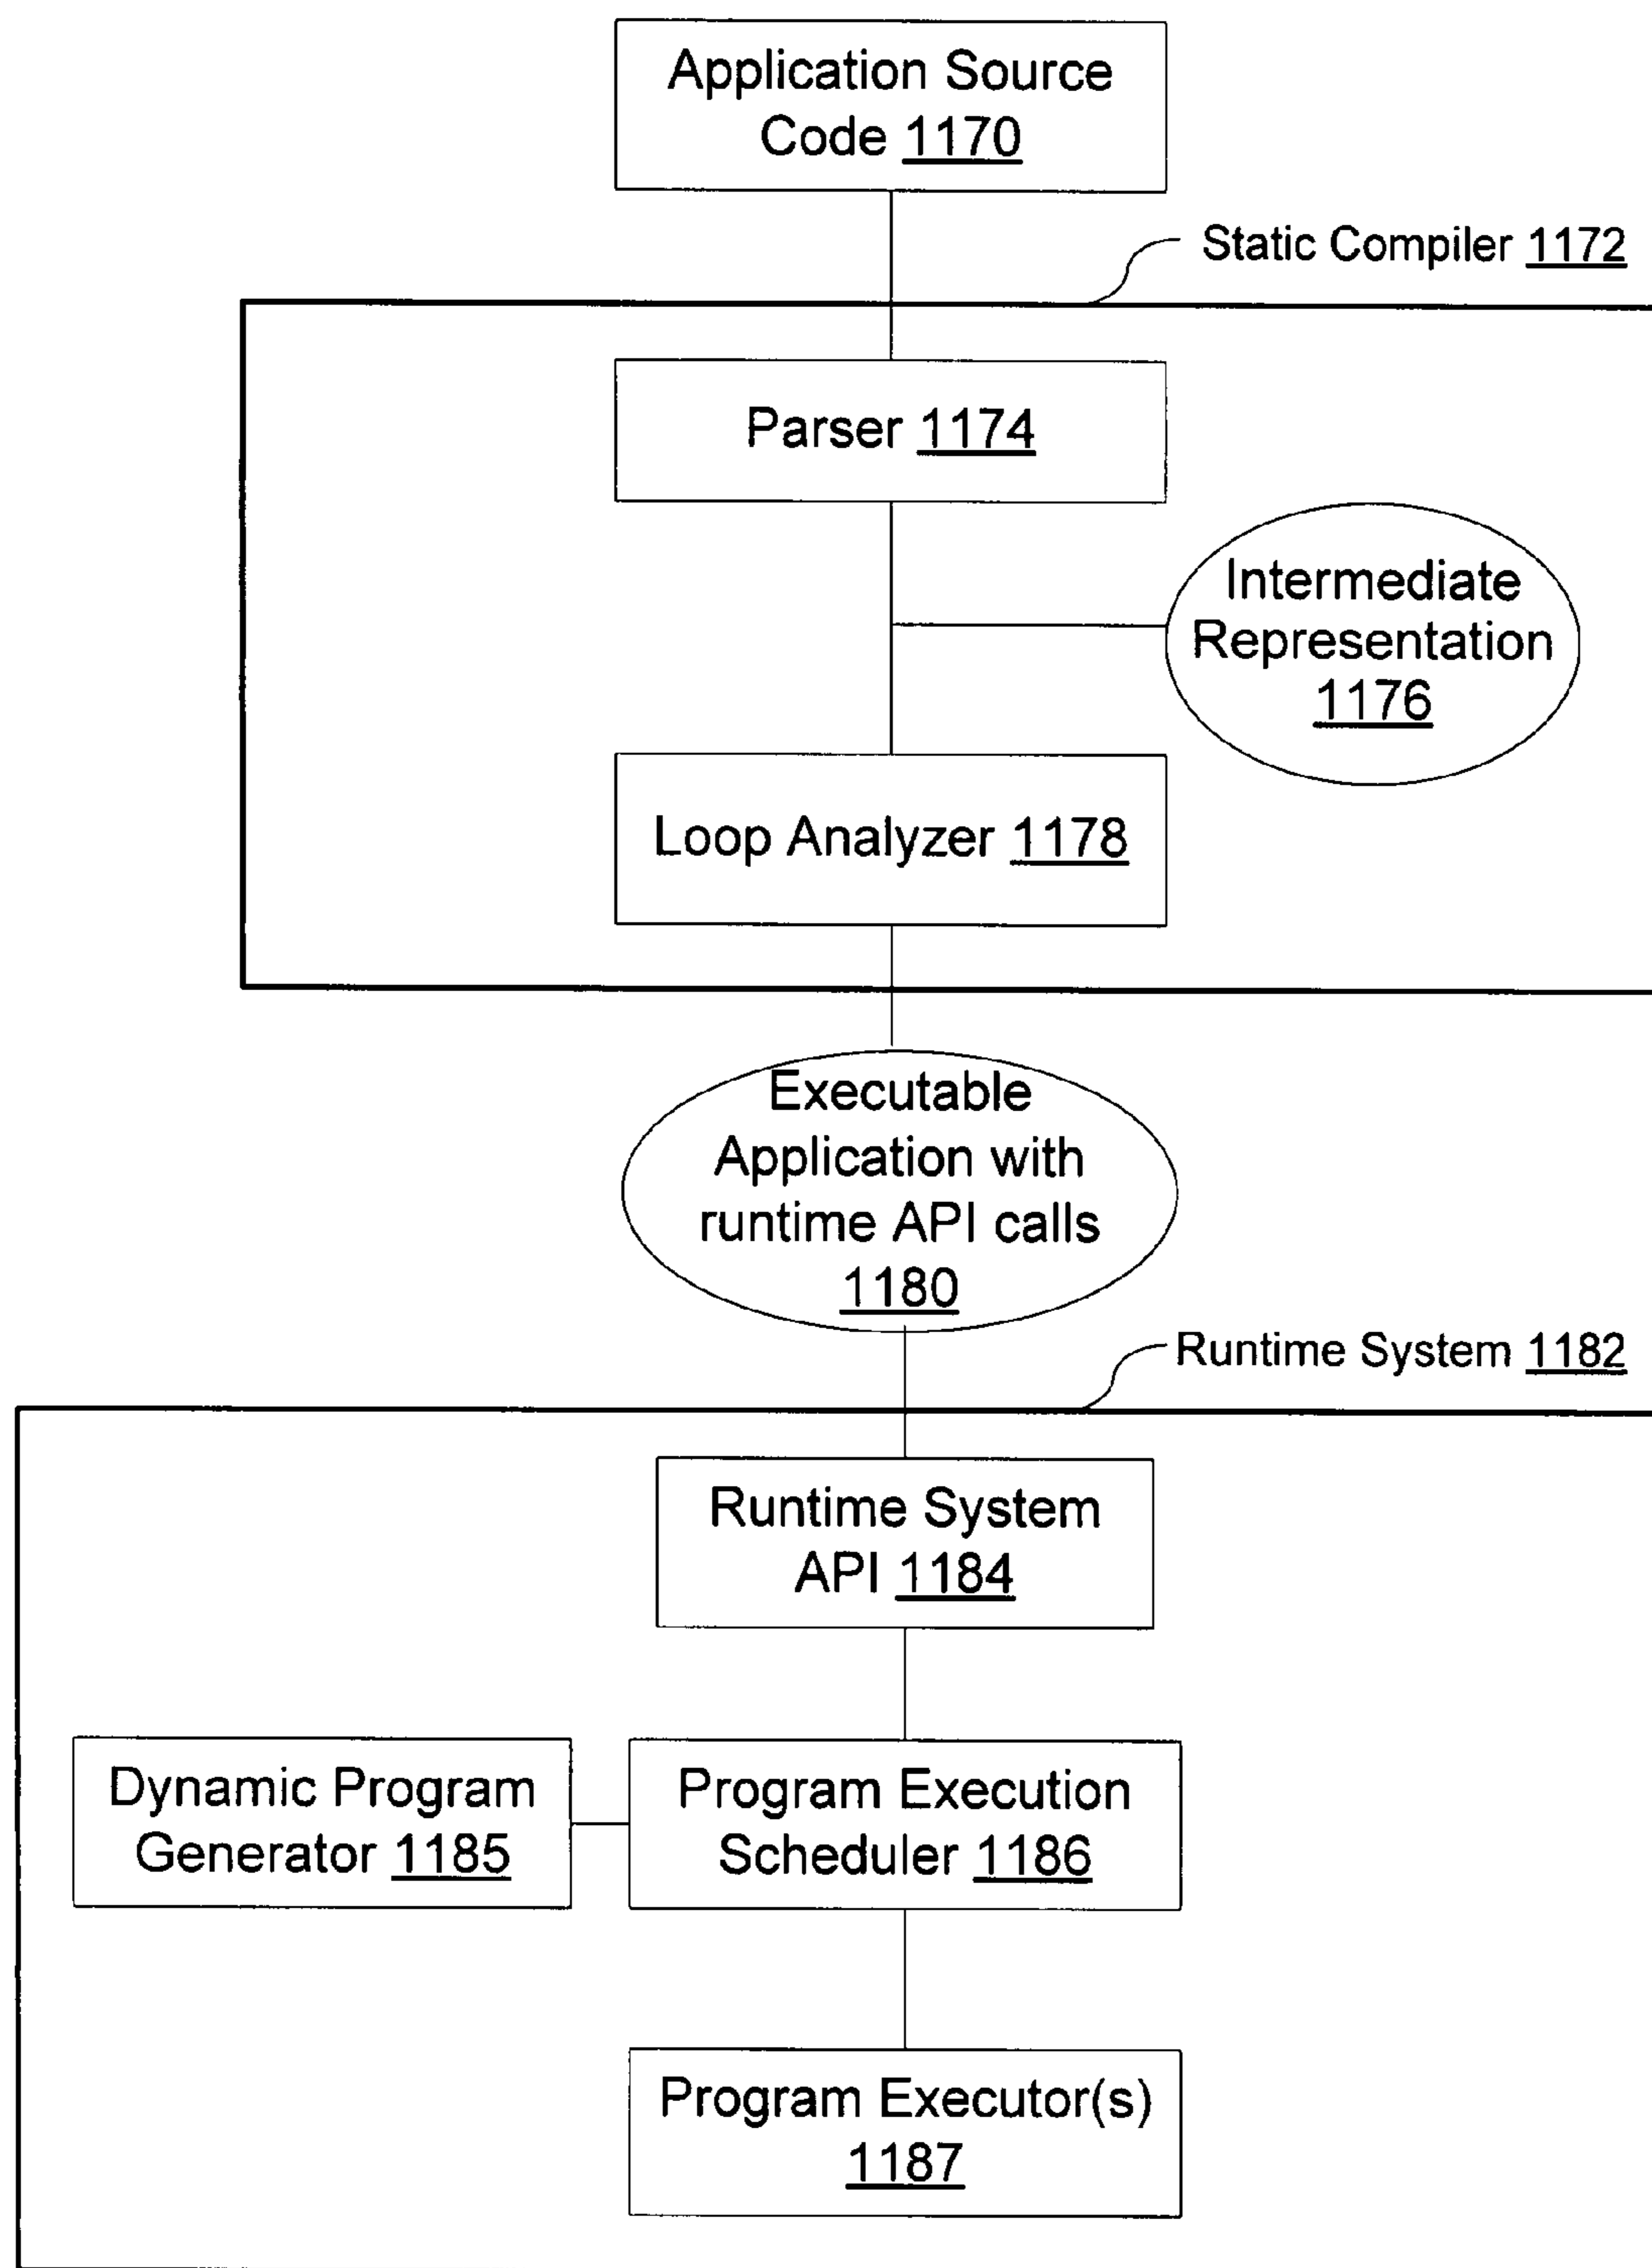 Application Source
Code 1170
Static Compiler 1172
Parser 1174
Intermediate
Representation
1176
Loop Analyzer 1178
Executable
Application with
runtime API calls
1180
Runtime System 1182
Runtime System
API 1184
Dynamic Program
Generator 1185
Program Execution
Scheduler 1186
Program Executor(s)
1187